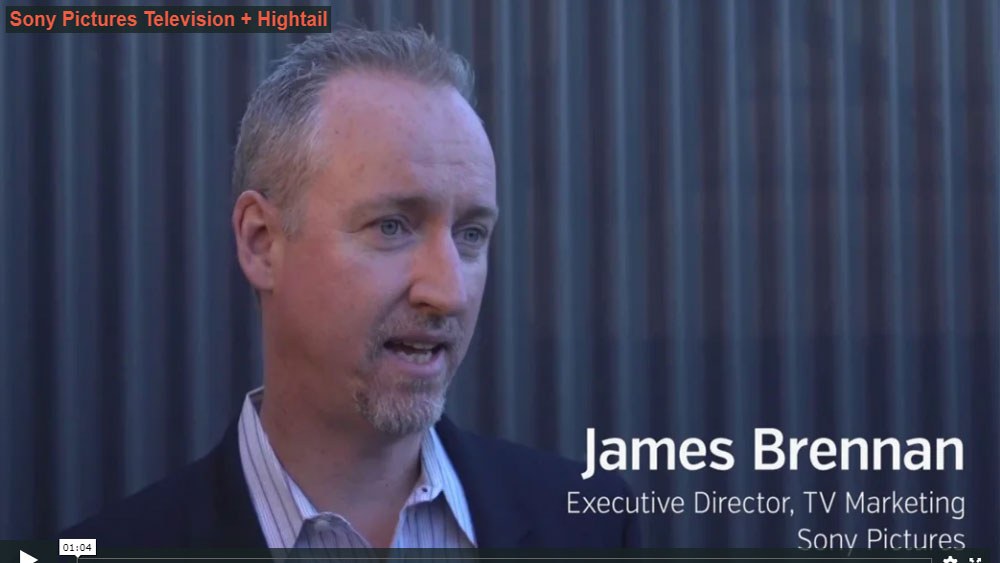 Sony Pictures Television + Hightail
James Brennan
Executive Director, TV Marketing
Sony Pictures
01:04